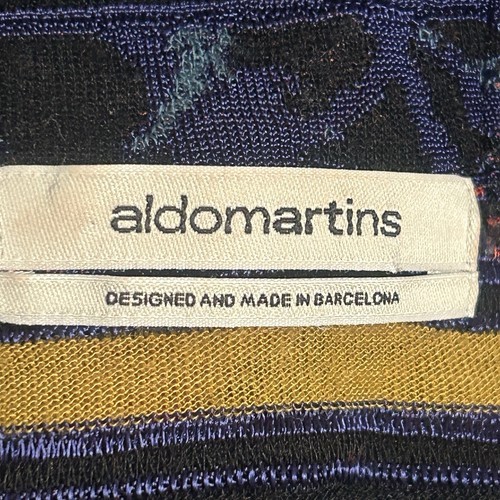 aldomartins
DESIGNED AND MADE IN BARCELONA